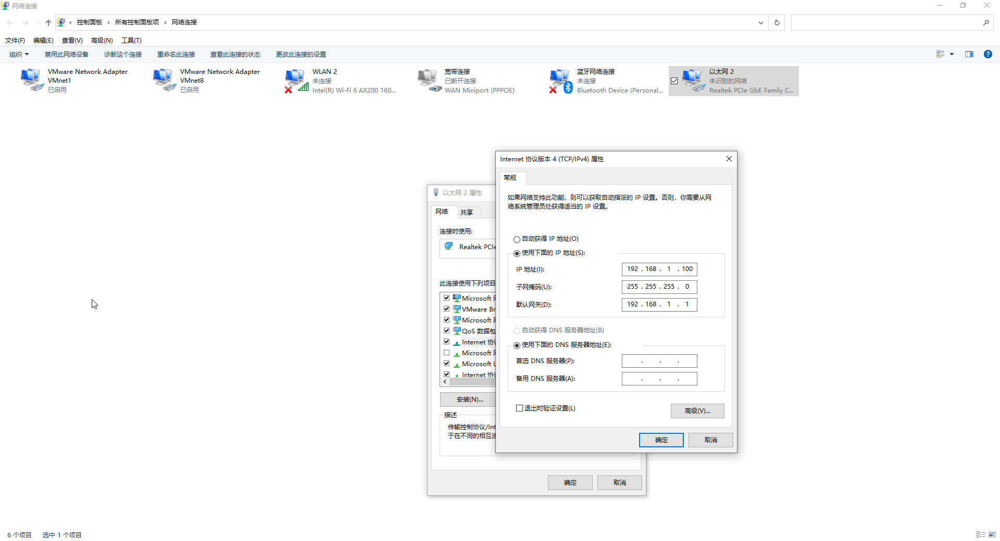 网络连接
控制面板 › 所有控制面板项 › 网络连接
文件(F) 编辑(E) 查看(V) 高级(N) 工具(T)
组织 禁用此网络设备 诊断这个连接 重命名此连接 查看此连接的状态 更改此连接的设置
VMware Network Adapter
VMnet1
已启用
VMware Network Adapter
VMnet8
已启用
WLAN 2
未连接
Intel(R) Wi-Fi 6 AX200 160...
宽带连接
已断开连接
WAN Miniport (PPPOE)
蓝牙网络连接
未连接
Bluetooth Device (Personal...
以太网 2
未识别的网络
Realtek PCIe GbE Family C...
以太网 2 属性
网络 共享
连接时使用:
Realtek PCIe
此连接使用下列项目
Microsoft
VMware Br
Microsoft
QoS 数据包
Internet 协议
Microsoft
Microsoft L
Internet 协议
安装(N)...
描述
传输控制协议/Int
于在不同的相互连
确定 取消
Internet 协议版本 4 (TCP/IPv4) 属性
常规
如果网络支持此功能，则可以获取自动指派的 IP 设置。否则，你需要从网
络系统管理员处获得适当的 IP 设置。
自动获得 IP 地址(O)
使用下面的 IP 地址(S):
IP 地址(I): 192 . 168 . 1 . 100
子网掩码(U): 255 . 255 . 255 . 0
默认网关(D): 192 . 168 . 1 . 1
自动获得 DNS 服务器地址(B)
使用下面的 DNS 服务器地址(E):
首选 DNS 服务器(P): . . .
备用 DNS 服务器(A): . . .
退出时验证设置(L)
高级(V)...
确定 取消
6 个项目 选中 1 个项目